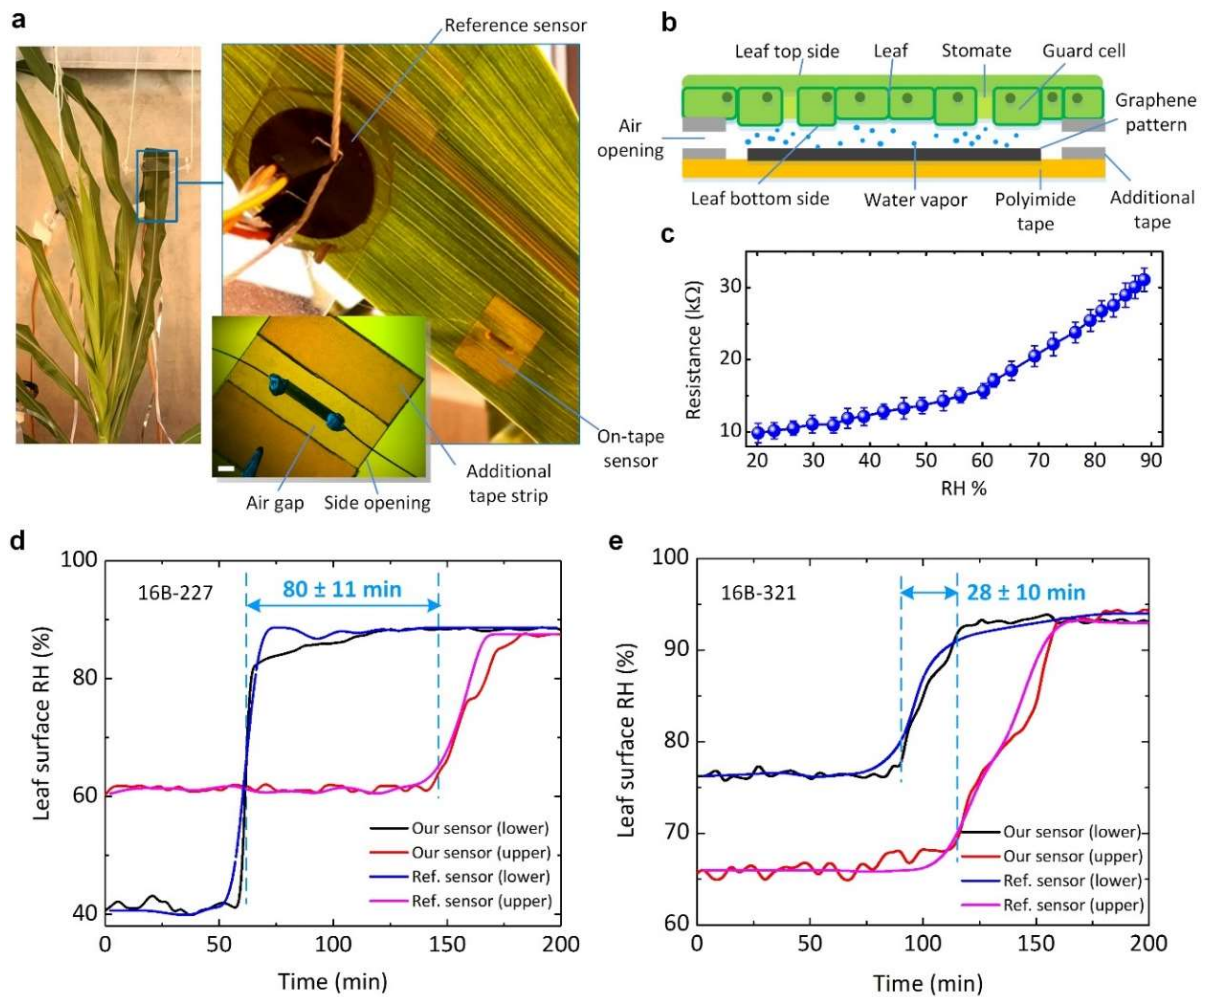 a
Reference sensor
On-tape
sensor
Additional
tape strip
Air gap
Side opening
b
Leaf top side
Leaf
Stomate
Guard cell
Graphene
pattern
Air
opening
Leaf bottom side
Water vapor
Polyimide
tape
Additional
tape
c
Resistance (kΩ)
30
20
10
20 30 40 50 60 70 80 90
RH %
d
16B-227
80 ± 11 min
Leaf surface RH (%)
100
80
60
40
Our sensor (lower)
Our sensor (upper)
Ref. sensor (lower)
Ref. sensor (upper)
0 50 100 150 200
Time (min)
e
16B-321
28 ± 10 min
Leaf surface RH (%)
100
90
80
70
60
Our sensor (lower)
Our sensor (upper)
Ref. sensor (lower)
Ref. sensor (upper)
0 50 100 150 200
Time (min)